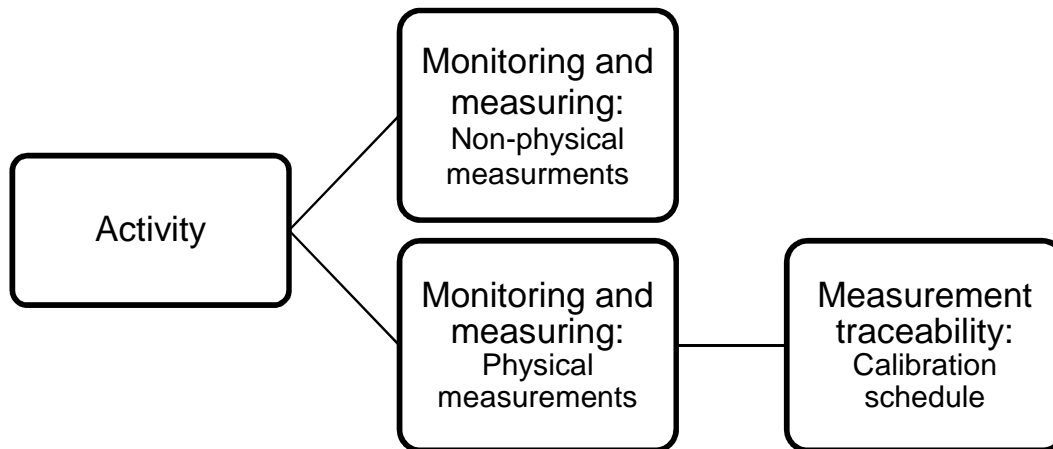 Activity
Monitoring and
measuring:
Non-physical
measurments
Monitoring and
measuring:
Physical
measurements
Measurement
traceability:
Calibration
schedule